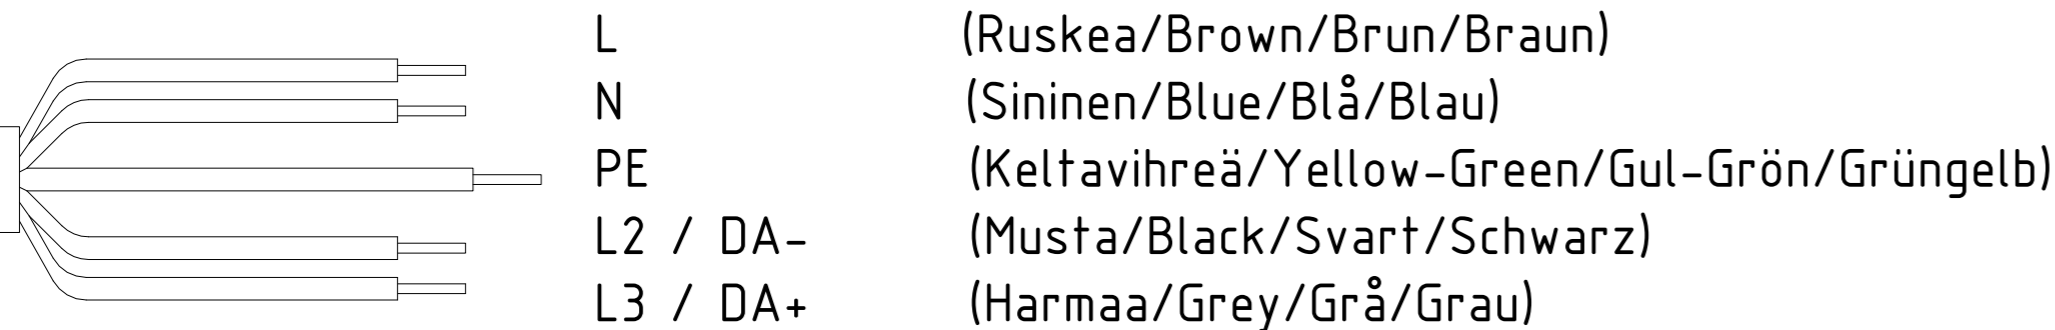 L (Ruskea/Brown/Brun/Braun)
N (Sininen/Blue/Blå/Blau)
PE (Keltavihreä/Yellow-Green/Gul-Grön/Grüngelb)
L2 / DA- (Musta/Black/Svart/Schwarz)
L3 / DA+ (Harmaa/Grey/Grå/Grau)